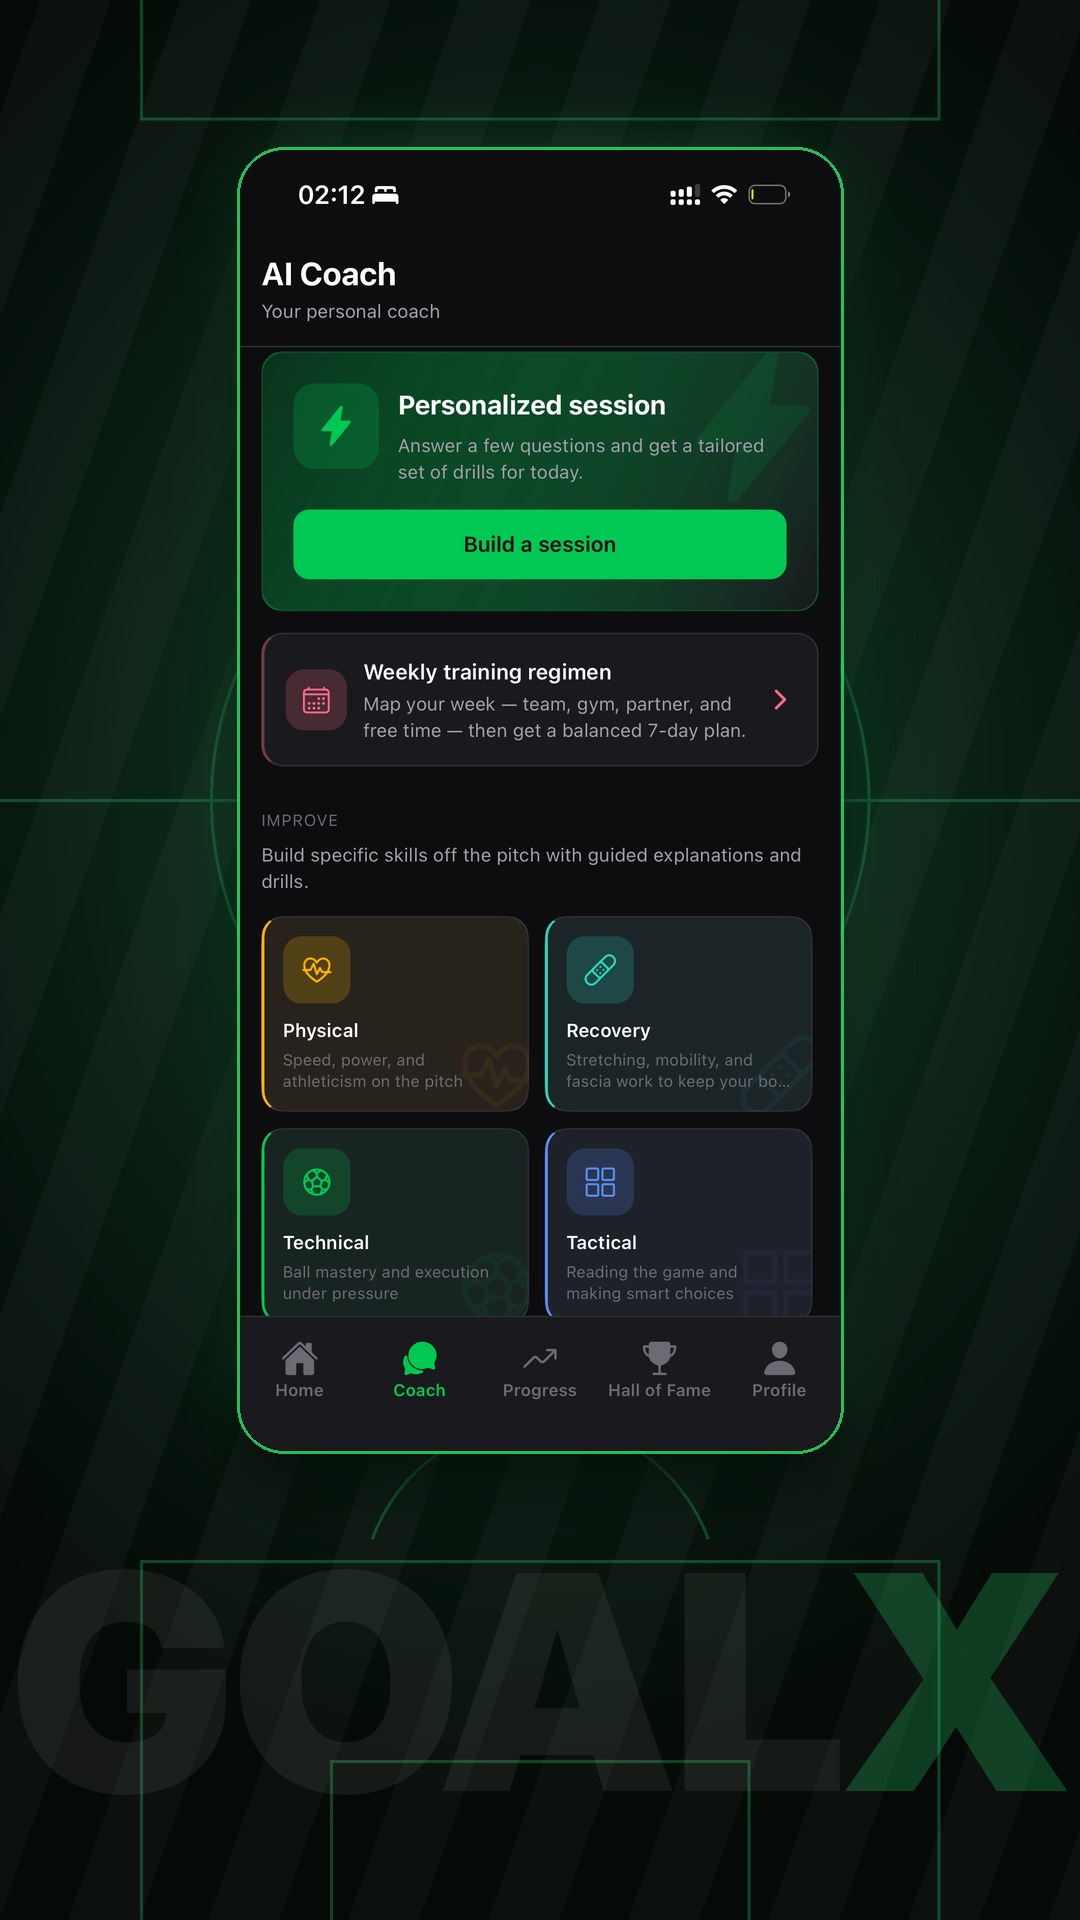 02:12
AI Coach
Your personal coach
Personalized session
Answer a few questions and get a tailored
set of drills for today.
Build a session
Weekly training regimen
Map your week — team, gym, partner, and
free time — then get a balanced 7-day plan.
IMPROVE
Build specific skills off the pitch with guided explanations and
drills.
Physical
Speed, power, and
athleticism on the pitch
Recovery
Stretching, mobility, and
fascia work to keep your bo...
Technical
Ball mastery and execution
under pressure
Tactical
Reading the game and
making smart choices
Home
Coach
Progress
Hall of Fame
Profile
GOALX